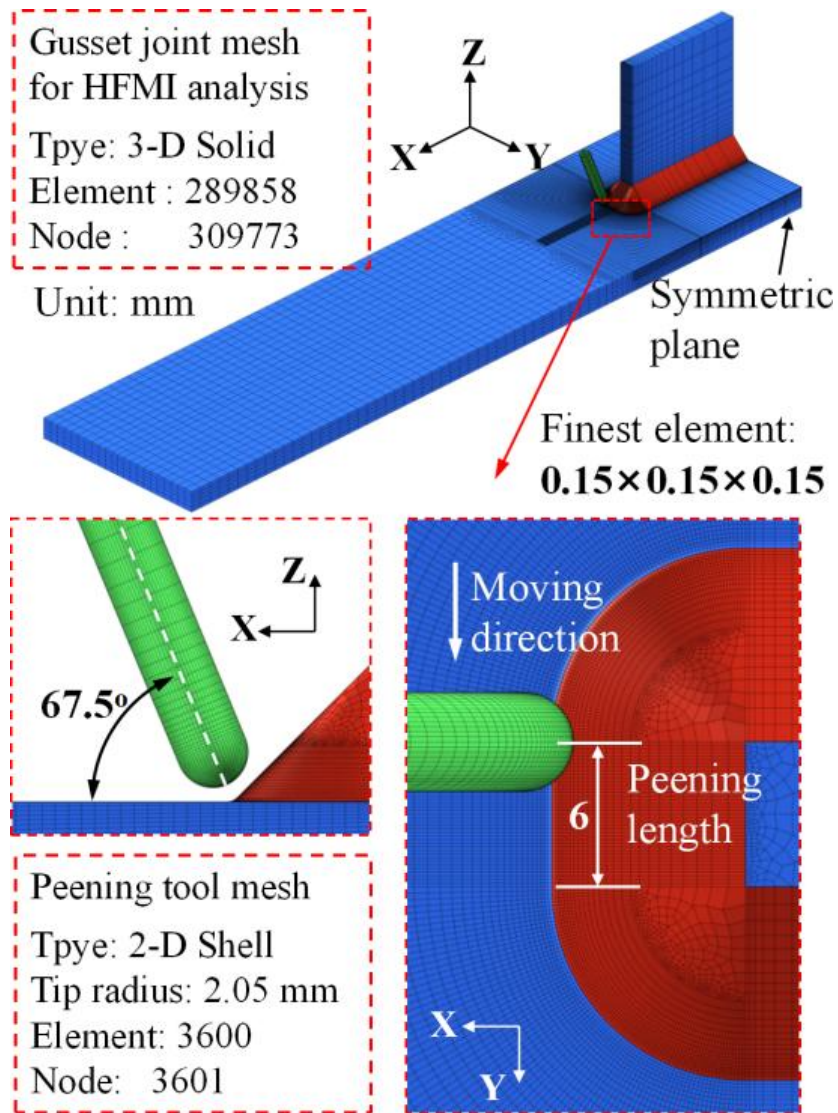 Gusset joint mesh
for HFMI analysis
Tpye: 3-D Solid
Element : 289858
Node : 309773
Z
X
Y
Unit: mm
Symmetric
plane
Finest element:
0.15×0.15×0.15
Z
X
67.5º
Moving
direction
Peening
length
6
X
Y
Peening tool mesh
Tpye: 2-D Shell
Tip radius: 2.05 mm
Element: 3600
Node: 3601